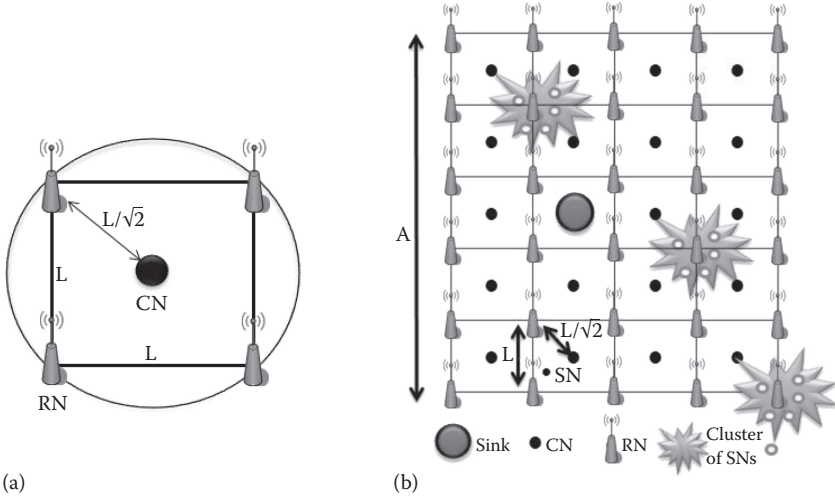 L/√2
L
CN
L
RN
(a)
A
L/√2
L
SN
Sink
CN
RN
Cluster
of SNs
(b)